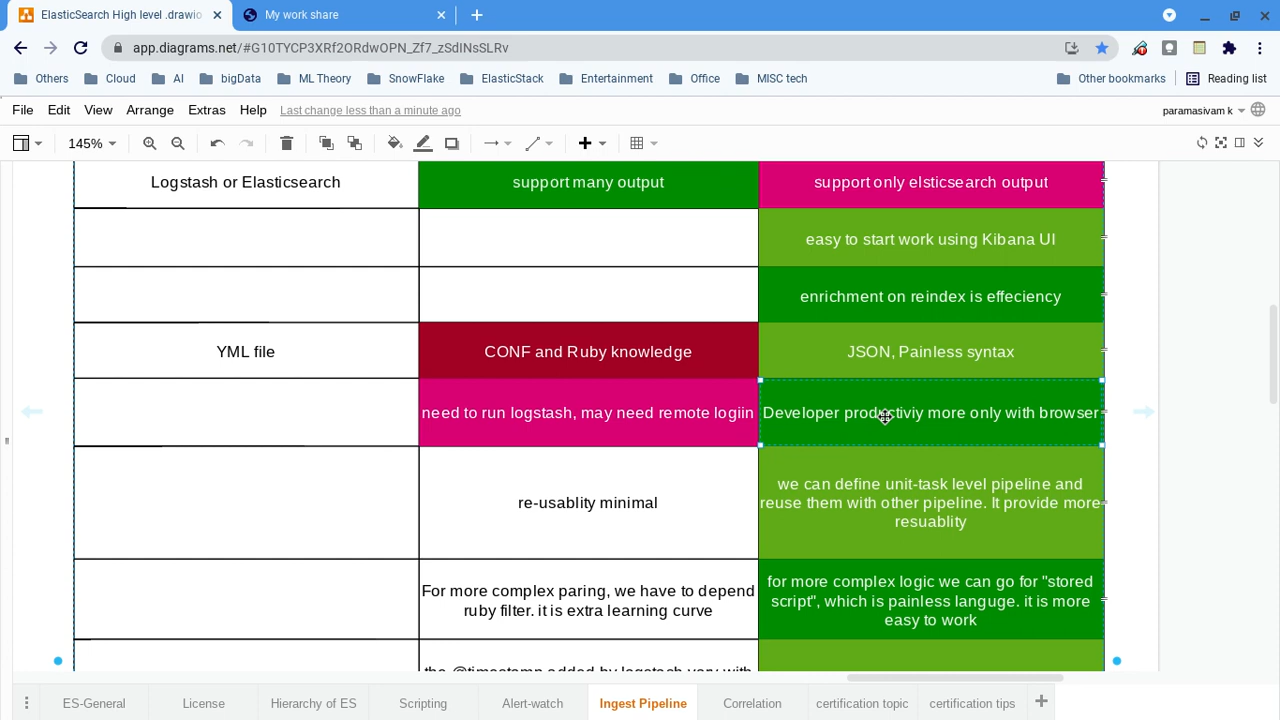 ElasticSearch High level .drawio
My work share
app.diagrams.net/#G10TYCP3XRf2ORdwOPN_Zf7_zSdINsSLRv
Others Cloud AI bigData ML Theory SnowFlake ElasticStack Entertainment Office MISC tech Other bookmarks Reading list
File Edit View Arrange Extras Help Last change less than a minute ago paramasivam k
145%
Logstash or Elasticsearch
support many output
support only elsticsearch output
easy to start work using Kibana UI
enrichment on reindex is effeciency
YML file
CONF and Ruby knowledge
JSON, Painless syntax
need to run logstash, may need remote logiin
Developer productiviy more only with browser
re-usablity minimal
we can define unit-task level pipeline and
reuse them with other pipeline. It provide more
resuablity
For more complex paring, we have to depend
ruby filter. it is extra learning curve
for more complex logic we can go for "stored
script", which is painless languge. it is more
easy to work
the @timestamp added by logstash vary with
ES-General License Hierarchy of ES Scripting Alert-watch Ingest Pipeline Correlation certification topic certification tips